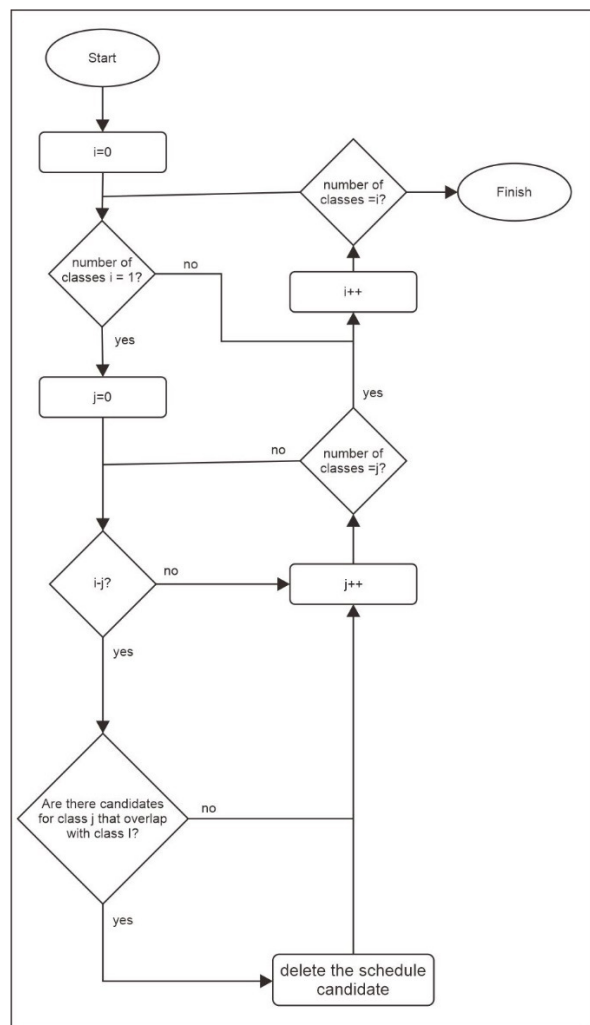 Start
i=0
number of
classes =i?
Finish
number of
classes i = 1?
no
i++
yes
j=0
yes
no
number of
classes =j?
i-j?
no
j++
yes
Are there candidates
for class j that overlap
with class I?
no
yes
delete the schedule
candidate